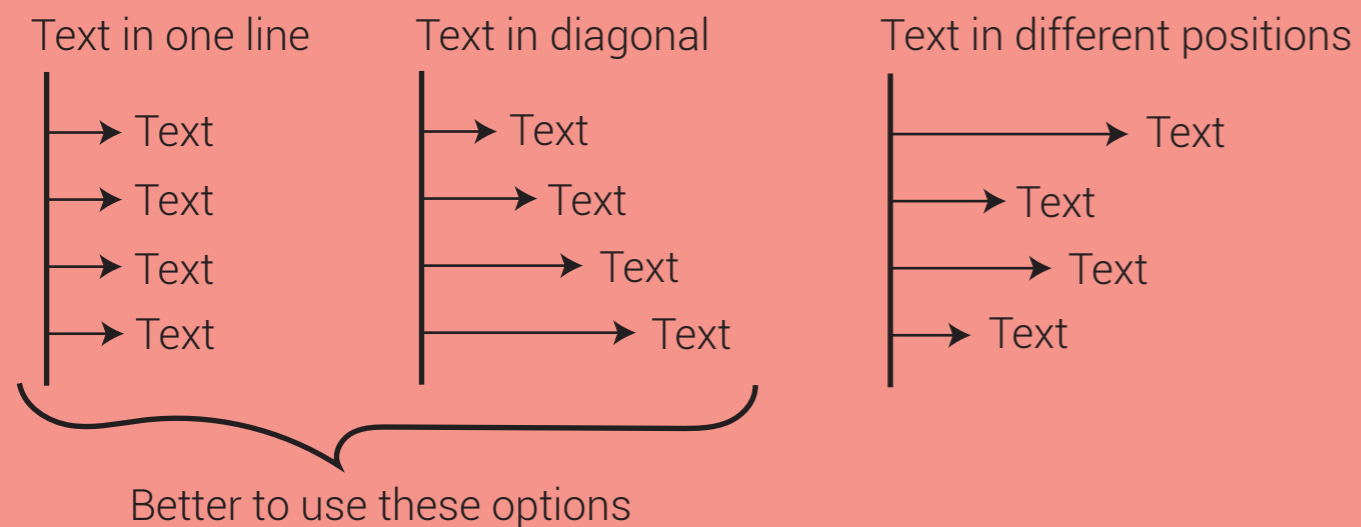 Text in one line
Text
Text
Text
Text
Text in diagonal
Text
Text
Text
Text
Text in different positions
Text
Text
Text
Text
Better to use these options